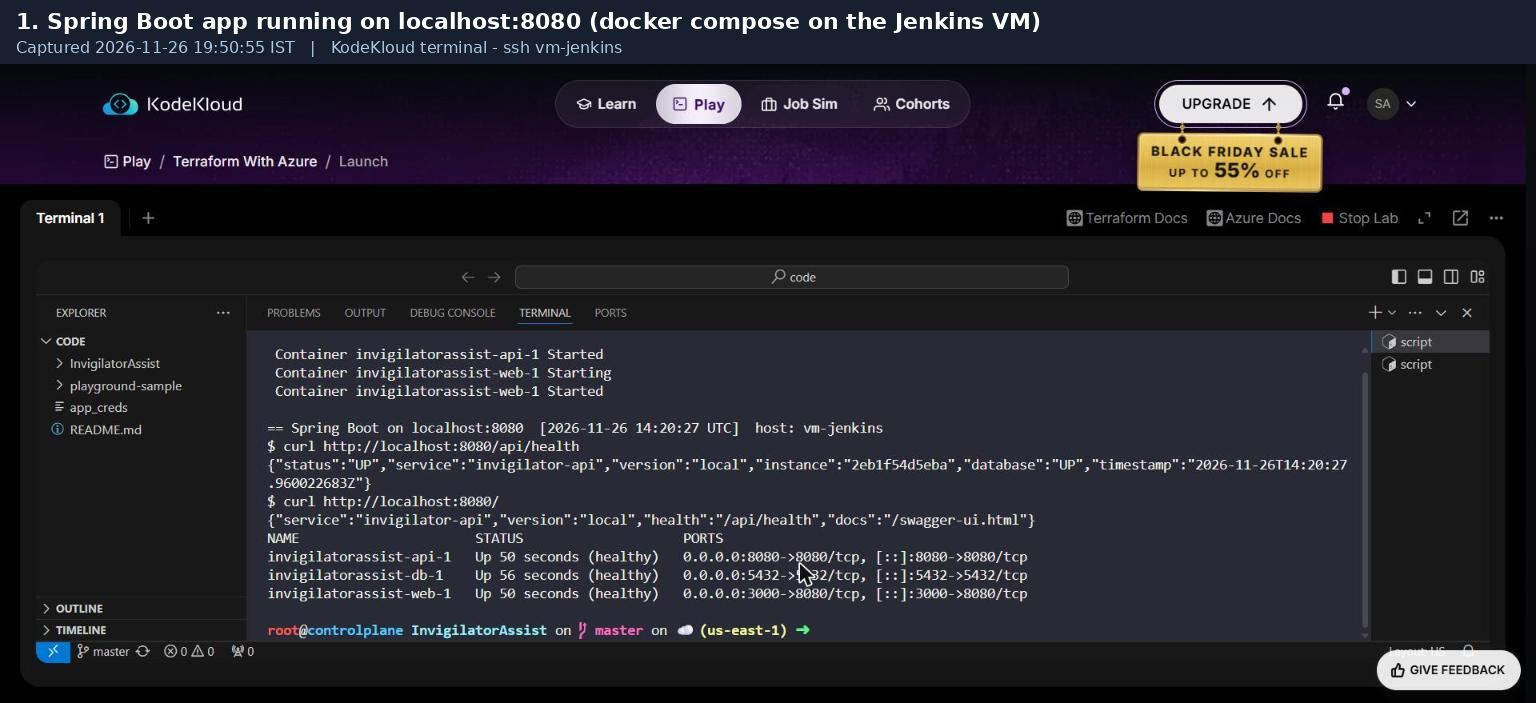 1. Spring Boot app running on localhost:8080 (docker compose on the Jenkins VM)
Captured 2026-11-26 19:50:55 IST | KodeKloud terminal - ssh vm-jenkins
KodeKloud
Learn Play Job Sim Cohorts
UPGRADE
SA
BLACK FRIDAY SALE
UP TO 55% OFF
Play / Terraform With Azure / Launch
Terminal 1 +
Terraform Docs Azure Docs Stop Lab
code
EXPLORER
CODE
InvigilatorAssist
playground-sample
app_creds
README.md
OUTLINE
TIMELINE
PROBLEMS OUTPUT DEBUG CONSOLE TERMINAL PORTS
Container invigilatorassist-api-1 Started
Container invigilatorassist-web-1 Starting
Container invigilatorassist-web-1 Started
== Spring Boot on localhost:8080 [2026-11-26 14:20:27 UTC] host: vm-jenkins
$ curl http://localhost:8080/api/health
{"status":"UP","service":"invigilator-api","version":"local","instance":"2eb1f54d5eba","database":"UP","timestamp":"2026-11-26T14:20:27
.960022683Z"}
$ curl http://localhost:8080/
{"service":"invigilator-api","version":"local","health":"/api/health","docs":"/swagger-ui.html"}
NAME STATUS PORTS
invigilatorassist-api-1 Up 50 seconds (healthy) 0.0.0.0:8080->8080/tcp, [::]:8080->8080/tcp
invigilatorassist-db-1 Up 56 seconds (healthy) 0.0.0.0:5432->5432/tcp, [::]:5432->5432/tcp
invigilatorassist-web-1 Up 50 seconds (healthy) 0.0.0.0:3000->8080/tcp, [::]:3000->8080/tcp
root@controlplane InvigilatorAssist on master on ☁️ (us-east-1) ➜
script
script
master 0 0 0
Layout: US
GIVE FEEDBACK